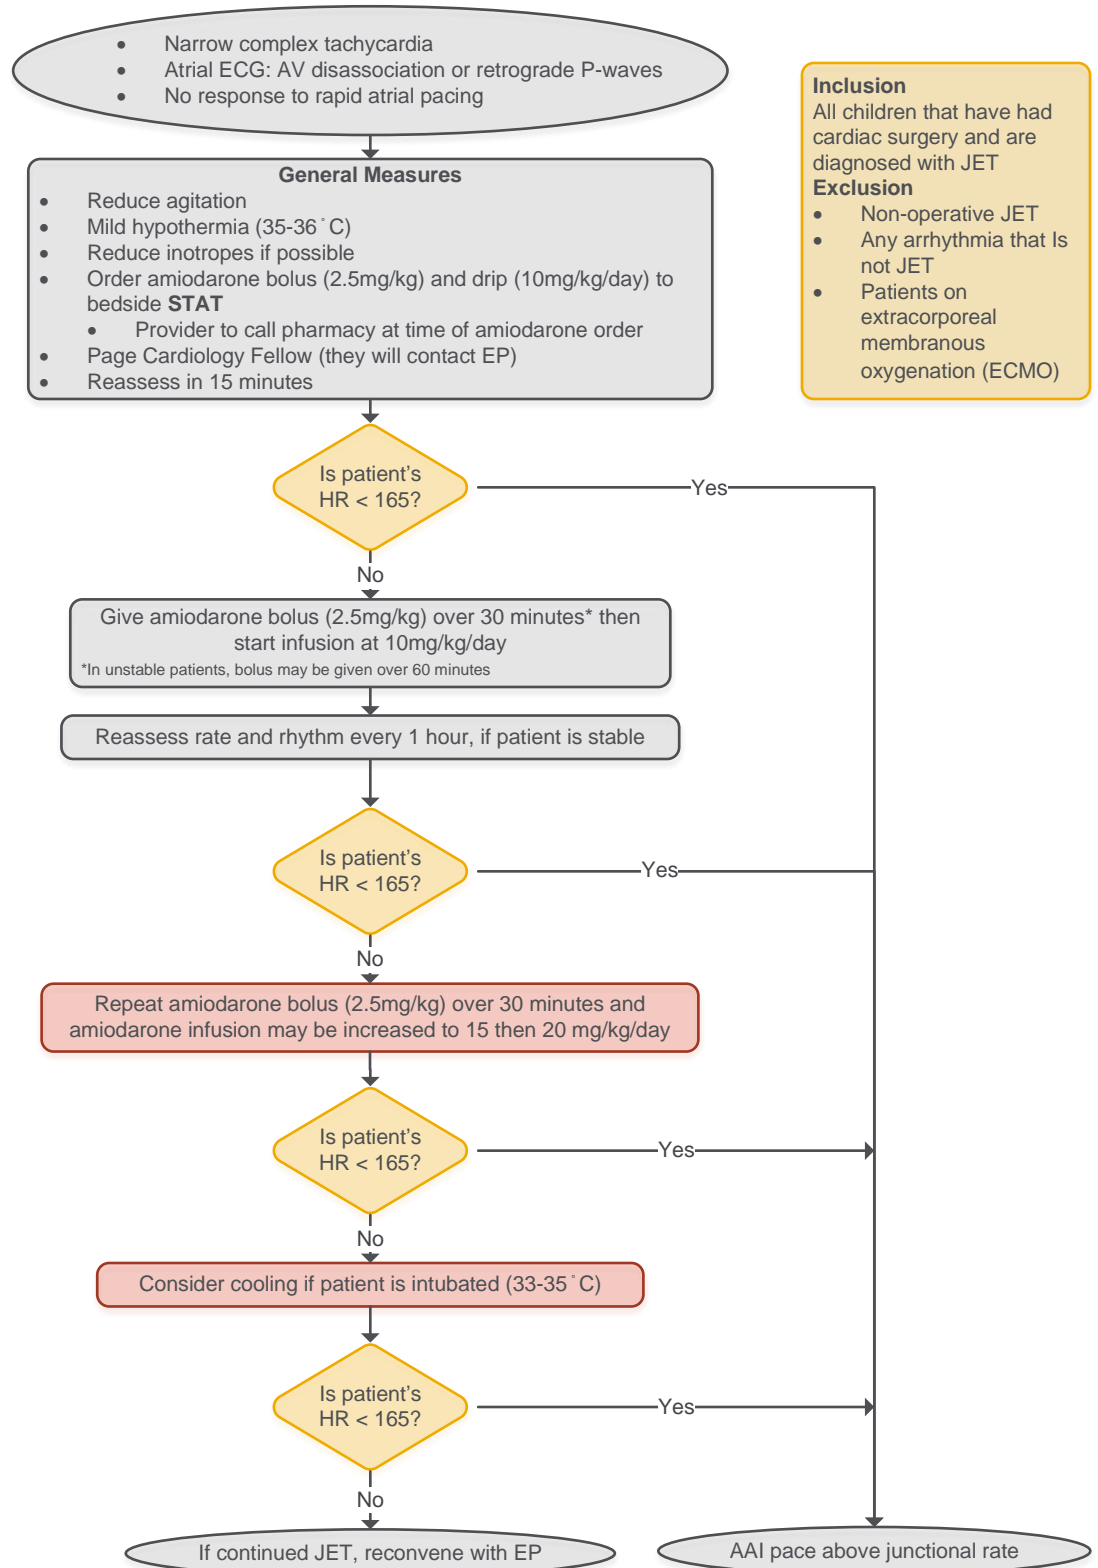 • Narrow complex tachycardia
• Atrial ECG: AV disassociation or retrograde P-waves
• No response to rapid atrial pacing
Inclusion
All children that have had
cardiac surgery and are
diagnosed with JET
Exclusion
• Non-operative JET
• Any arrhythmia that Is
not JET
• Patients on
extracorporeal
membranous
oxygenation (ECMO)
General Measures
• Reduce agitation
• Mild hypothermia (35-36˚C)
• Reduce inotropes if possible
• Order amiodarone bolus (2.5mg/kg) and drip (10mg/kg/day) to
bedside STAT
• Provider to call pharmacy at time of amiodarone order
• Page Cardiology Fellow (they will contact EP)
• Reassess in 15 minutes
Is patient's
HR < 165?
Yes
No
Give amiodarone bolus (2.5mg/kg) over 30 minutes* then
start infusion at 10mg/kg/day
*In unstable patients, bolus may be given over 60 minutes
Reassess rate and rhythm every 1 hour, if patient is stable
Is patient's
HR < 165?
Yes
No
Repeat amiodarone bolus (2.5mg/kg) over 30 minutes and
amiodarone infusion may be increased to 15 then 20 mg/kg/day
Is patient's
HR < 165?
Yes
No
Consider cooling if patient is intubated (33-35˚C)
Is patient's
HR < 165?
Yes
No
If continued JET, reconvene with EP
AAI pace above junctional rate